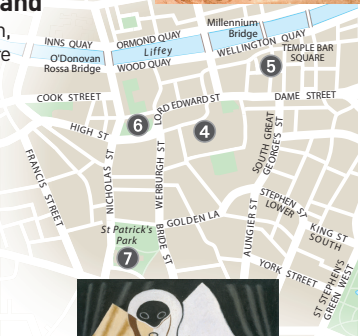 and
n,
re
INNS QUAY
ORMOND QUAY
Millennium
Bridge
Liffey
WELLINGTON QUAY
O'Donovan
Rossa Bridge
WOOD QUAY
TEMPLE BAR
SQUARE
5
COOK STREET
LORD EDWARD ST
DAME STREET
HIGH ST
6
4
FRANCIS STREET
NICHOLAS ST
WERBURGH ST
SOUTH GREAT
GEORGE'S ST
STEPHEN ST
LOWER
GOLDEN LA
St Patrick's
Park
BRIDE ST
AUNGIER ST
KING ST
SOUTH
7
YORK STREET
ST STEPHEN'S
GREEN WEST